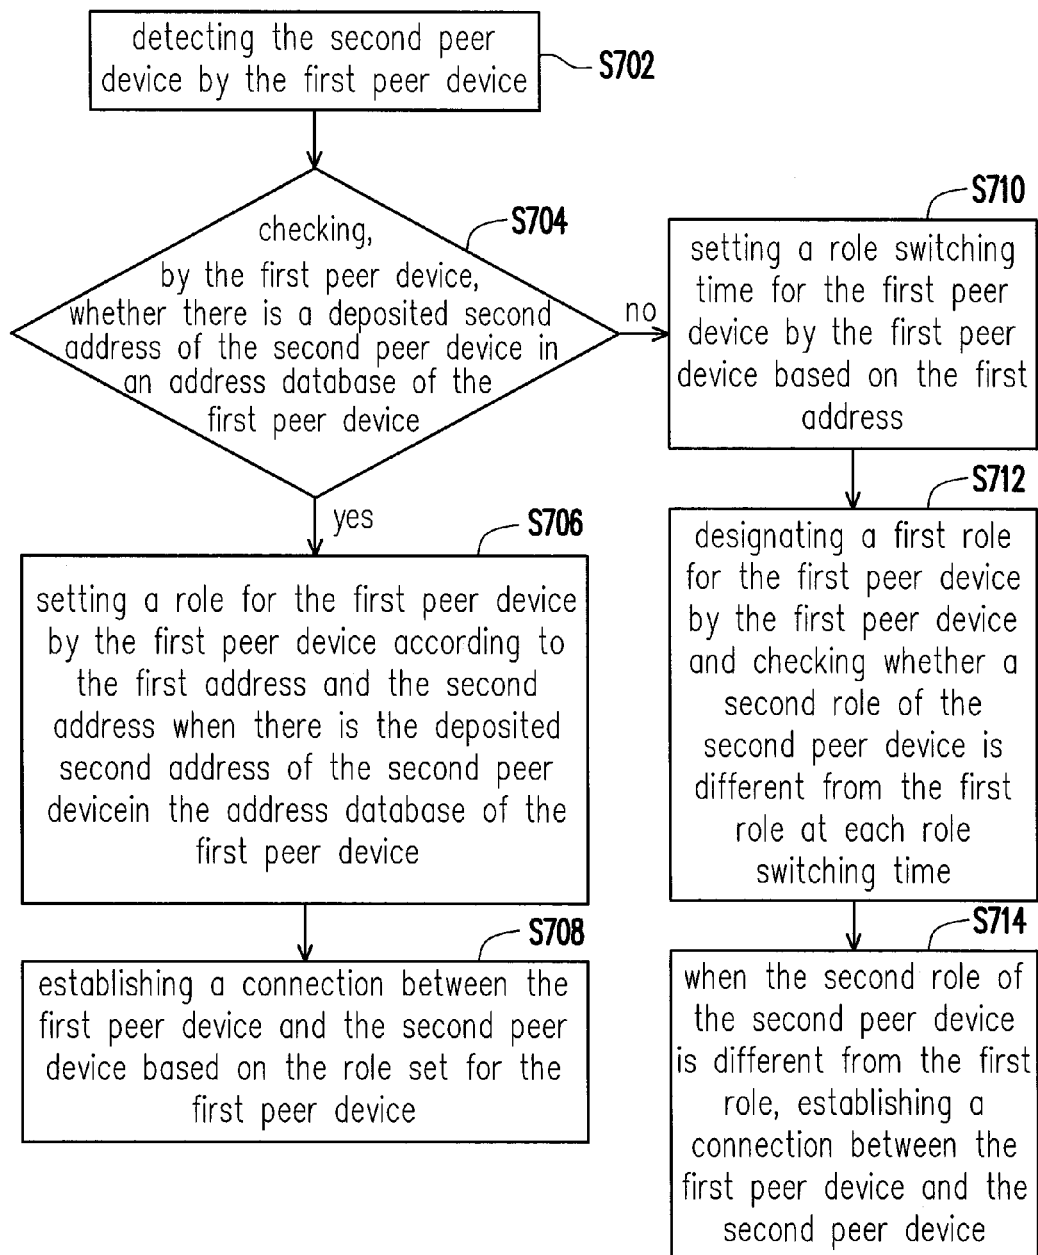 detecting the second peer
device by the first peer device
S702
checking,
by the first peer device,
whether there is a deposited second
address of the second peer device in
an address database of the
first peer device
S704
no
yes
S706
setting a role for the first peer device
by the first peer device according to
the first address and the second
address when there is the deposited
second address of the second peer
devicein the address database of the
first peer device
S708
establishing a connection between the
first peer device and the second peer
device based on the role set for the
first peer device
S710
setting a role switching
time for the first peer
device by the first peer
device based on the first
address
S712
designating a first role
for the first peer device
by the first peer device
and checking whether a
second role of the
second peer device is
different from the first
role at each role
switching time
S714
when the second role of
the second peer device
is different from the first
role, establishing a
connection between the
first peer device and the
second peer device